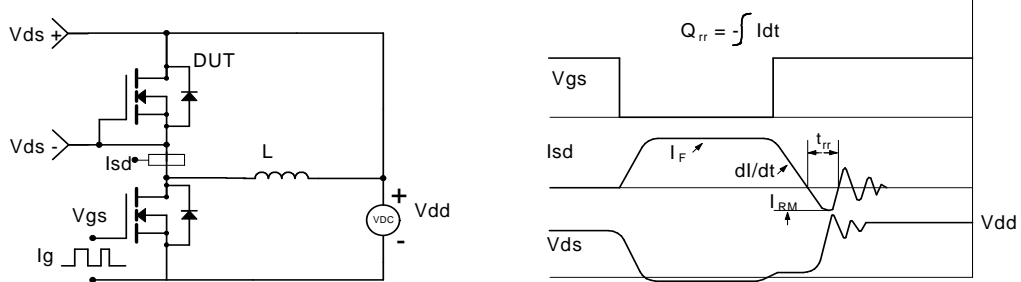 Vds +
DUT
Vds -
Isd
L
Vgs
Ig
+
VDC
-
Vdd
Q rr = -∫ Idt
Vgs
Isd
I F
dI/dt
t rr
I RM
Vdd
Vds